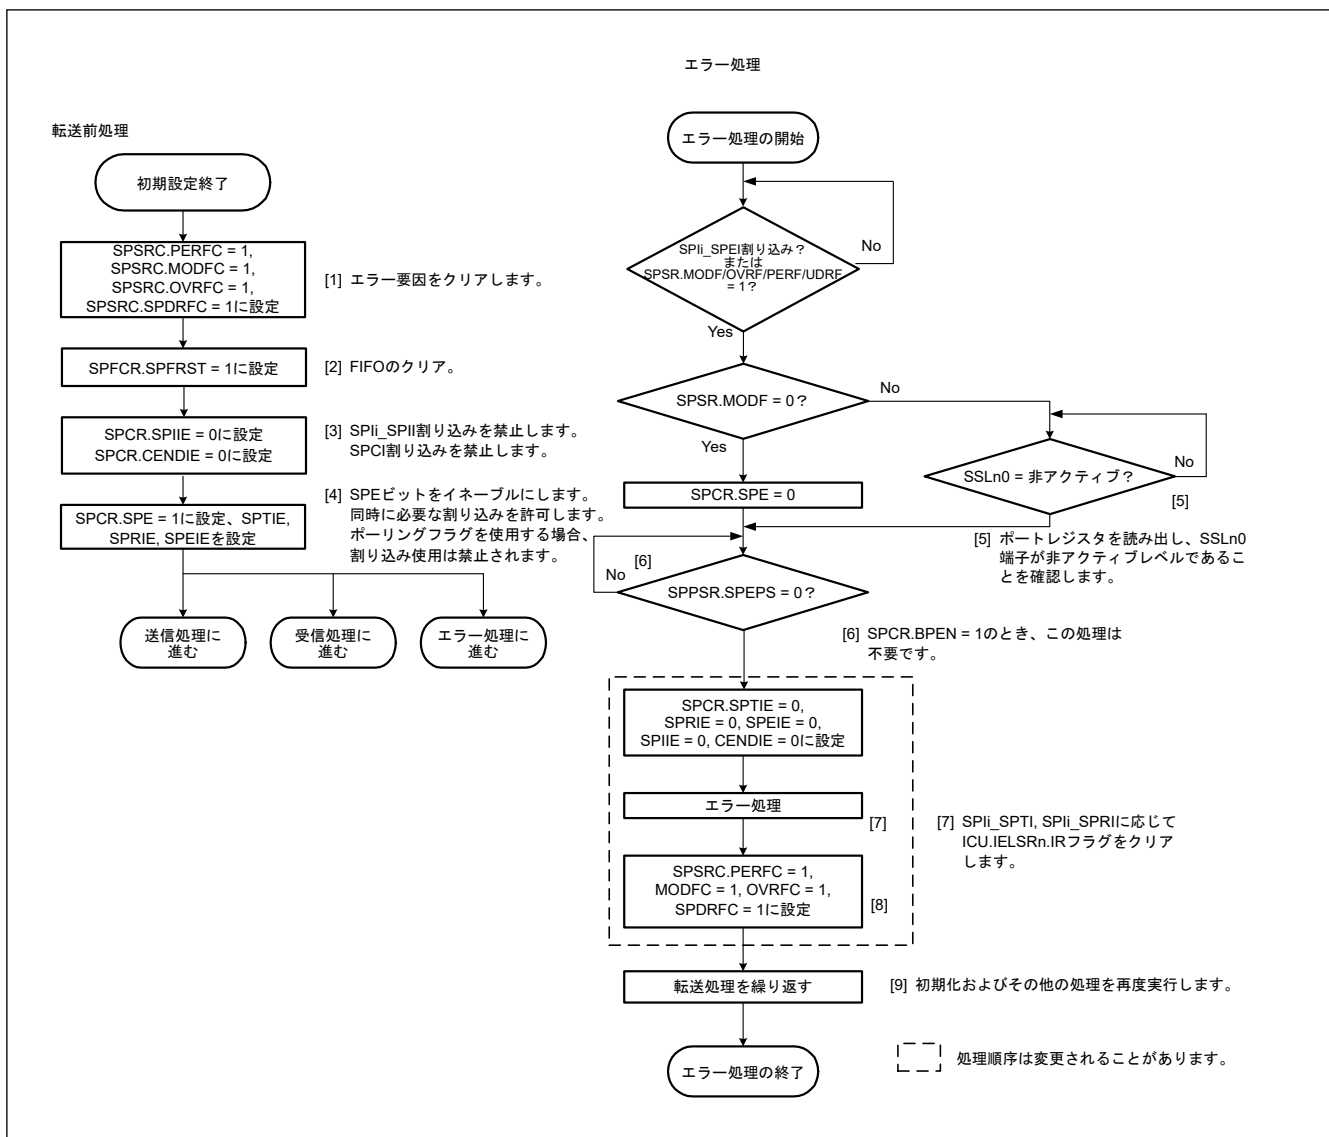 転送前処理
初期設定終了
SPSRC.PERFC = 1,
SPSRC.MODFC = 1,
SPSRC.OVRFC = 1,
SPSRC.SPDRFC = 1に設定
[1] エラー要因をクリアします。
SPFCR.SPFRST = 1に設定
[2] FIFOのクリア。
SPCR.SPIIE = 0に設定
SPCR.CENDIE = 0に設定
[3] SPIi_SPII割り込みを禁止します。
SPCI割り込みを禁止します。
SPCR.SPE = 1に設定、SPTIE,
SPRIE, SPEIEを設定
[4] SPEビットをイネーブルにします。
同時に必要な割り込みを許可します。
ポーリングフラグを使用する場合、
割り込み使用は禁止されます。
送信処理に
進む
受信処理に
進む
エラー処理に
進む
エラー処理
エラー処理の開始
SPIi_SPEI割り込み？
または
SPSR.MODF/OVRF/PERF/UDRF
= 1？
No
Yes
SPSR.MODF = 0？
No
Yes
SPCR.SPE = 0
SSLn0 = 非アクティブ？
No
[5]
[5] ポートレジスタを読み出し、SSLn0
端子が非アクティブレベルであるこ
とを確認します。
[6]
No
SPPSR.SPEPS = 0？
[6] SPCR.BPEN = 1のとき、この処理は
不要です。
SPCR.SPTIE = 0,
SPRIE = 0, SPEIE = 0,
SPIIE = 0, CENDIE = 0に設定
エラー処理
[7]
[7] SPIi_SPTI, SPIi_SPRIに応じて
ICU.IELSRn.IRフラグをクリア
します。
SPSRC.PERFC = 1,
MODFC = 1, OVRFC = 1,
SPDRFC = 1に設定
[8]
転送処理を繰り返す
[9] 初期化およびその他の処理を再度実行します。
エラー処理の終了
処理順序は変更されることがあります。